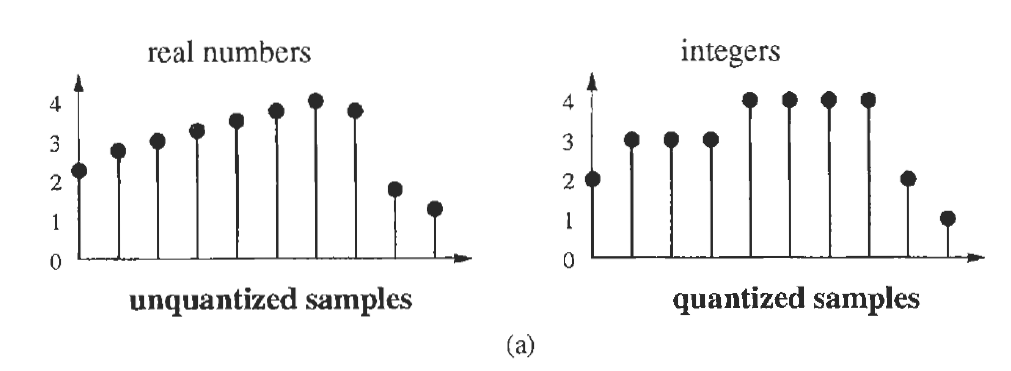 real numbers
4
3
2
1
0
unquantized samples
integers
4
3
2
1
0
quantized samples
(a)